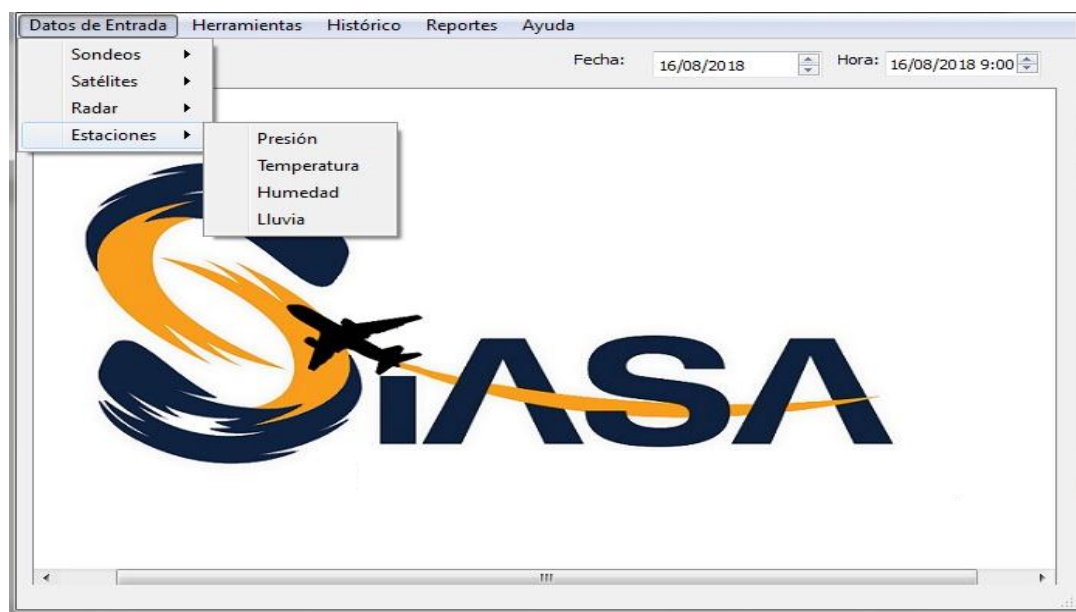 Datos de Entrada Herramientas Histórico Reportes Ayuda
Fecha: 16/08/2018 Hora: 16/08/2018 9:00
Sondeos
Satélites
Radar
Estaciones
Presión
Temperatura
Humedad
Lluvia
SiASA